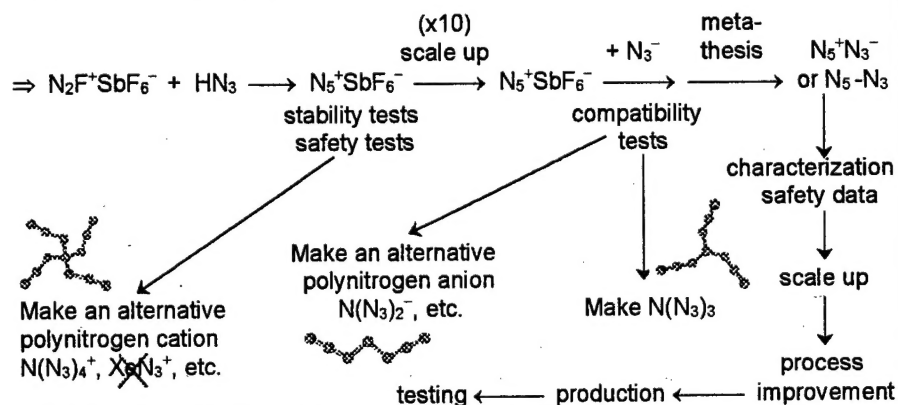 (x10)
scale up
+ N₃⁻
meta-
thesis
N₅⁺N₃⁻
or N₅-N₃
⇒ N₂F⁺SbF₆⁻ + HN₃ → N₅⁺SbF₆⁻ → N₅⁺SbF₆⁻
stability tests
safety tests
compatibility
tests
characterization
safety data
Make an alternative
polynitrogen cation
N(N₃)₄⁺, XeN₃⁺, etc.
Make an alternative
polynitrogen anion
N(N₃)₂⁻, etc.
Make N(N₃)₃
scale up
process
improvement
production
testing